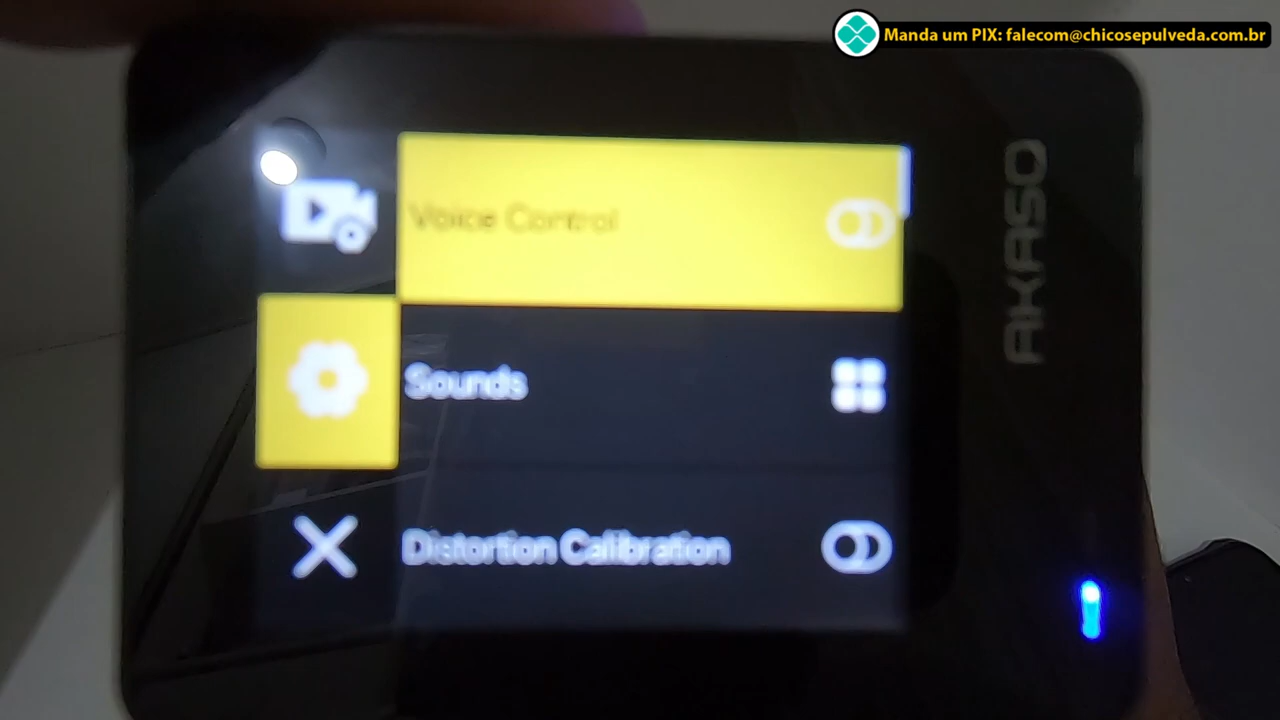 Manda um PIX: falecom@chicosepulveda.com.br
Voice Control
Sounds
Distortion Calibration
AKASO